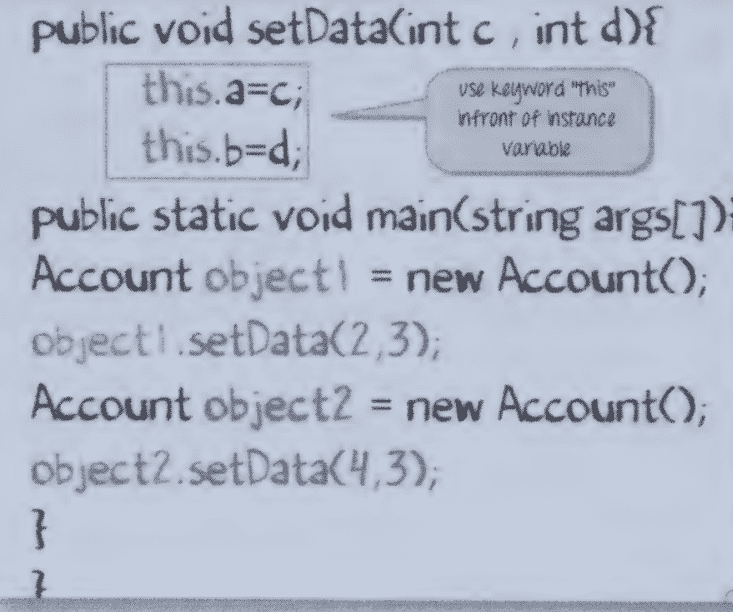 public void setData(int c , int d){
this.a=c;
this.b=d;
use keyword "this"
infront of instance
variable
public static void main(string args[]){
Account object1 = new Account();
object1.setData(2,3);
Account object2 = new Account();
object2.setData(4,3);
}
}